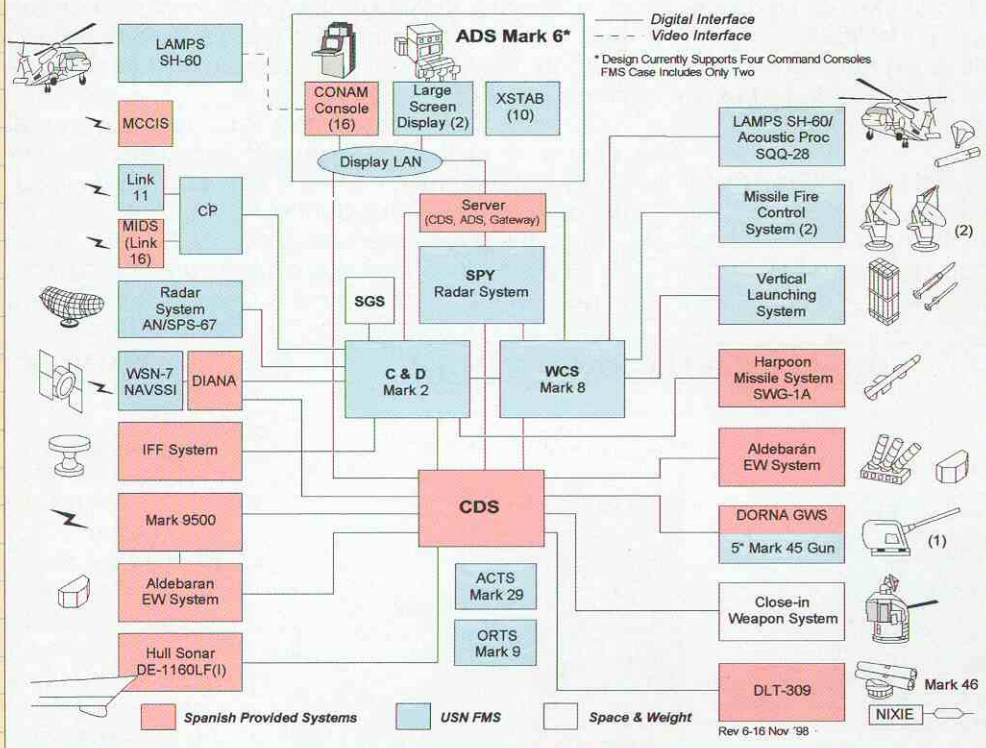 LAMPS
SH-60
ADS Mark 6*
CONAM
Console
(16)
Large
Screen
Display (2)
XSTAB
(10)
Display LAN
Digital Interface
Video Interface
* Design Currently Supports Four Command Consoles
FMS Case Includes Only Two
MCCIS
Link
11
MIDS
(Link
16)
C²P
Server
(CDS, ADS, Gateway)
LAMPS SH-60/
Acoustic Proc
SQQ-28
Missile Fire
Control
System (2)
(2)
Radar
System
AN/SPS-67
SGS
SPY
Radar System
Vertical
Launching
System
WSN-7
NAVSSI
DIANA
C & D
Mark 2
WCS
Mark 8
Harpoon
Missile System
SWG-1A
IFF System
Aldebarán
EW System
Mark 9500
CDS
DORNA GWS
5" Mark 45 Gun
(1)
Aldebaran
EW System
ACTS
Mark 29
Close-in
Weapon System
Hull Sonar
DE-1160LF(I)
ORTS
Mark 9
DLT-309
Mark 46
NIXIE
Spanish Provided Systems
USN FMS
Space & Weight
Rev 6-16 Nov '98